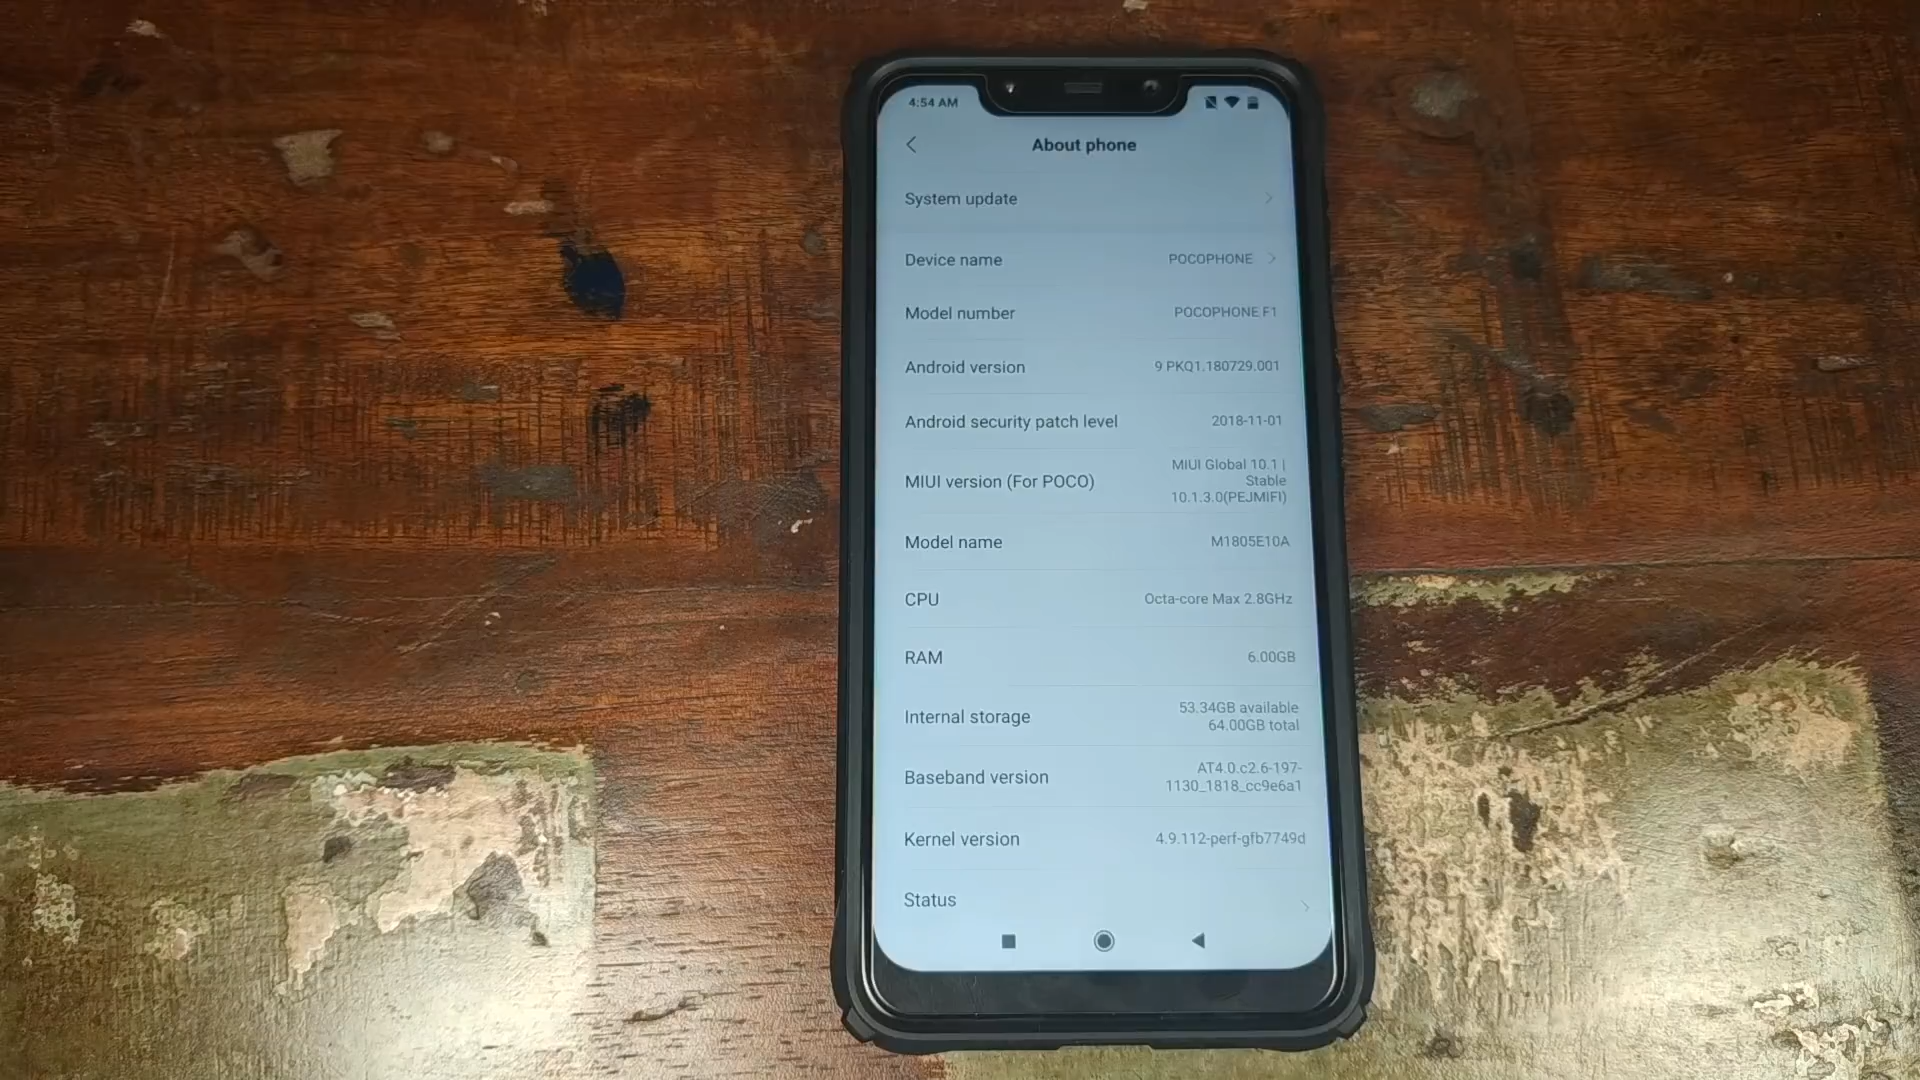 4:54 AM
About phone
System update
Device name
POCOPHONE
Model number
POCOPHONE F1
Android version
9 PKQ1.180729.001
Android security patch level
2018-11-01
MIUI version (For POCO)
MIUI Global 10.1 |
Stable
10.1.3.0(PEJMIFI)
Model name
M1805E10A
CPU
Octa-core Max 2.8GHz
RAM
6.00GB
Internal storage
53.34GB available
64.00GB total
Baseband version
AT4.0.c2.6-197-
1130_1818_cc9e6a1
Kernel version
4.9.112-perf-gfb7749d
Status